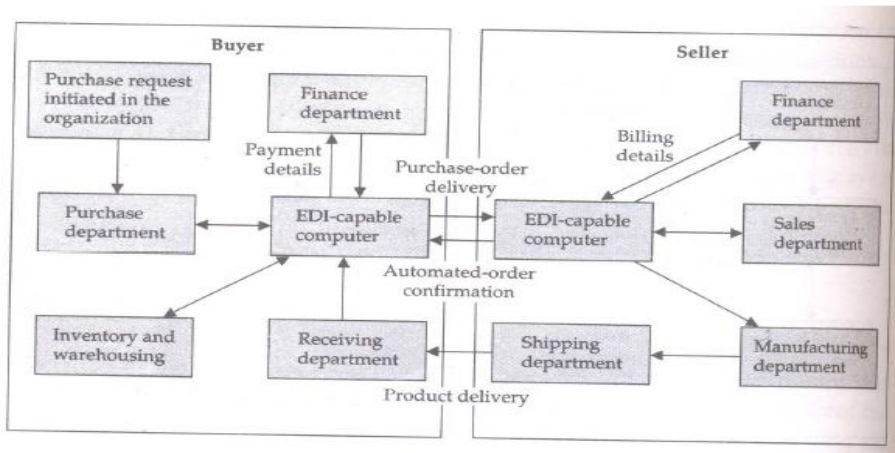 Buyer
Seller
Purchase request
initiated in the
organization
Finance
department
Finance
department
Payment
details
Billing
details
Purchase-order
delivery
Purchase
department
EDI-capable
computer
EDI-capable
computer
Sales
department
Automated-order
confirmation
Inventory and
warehousing
Receiving
department
Shipping
department
Manufacturing
department
Product delivery